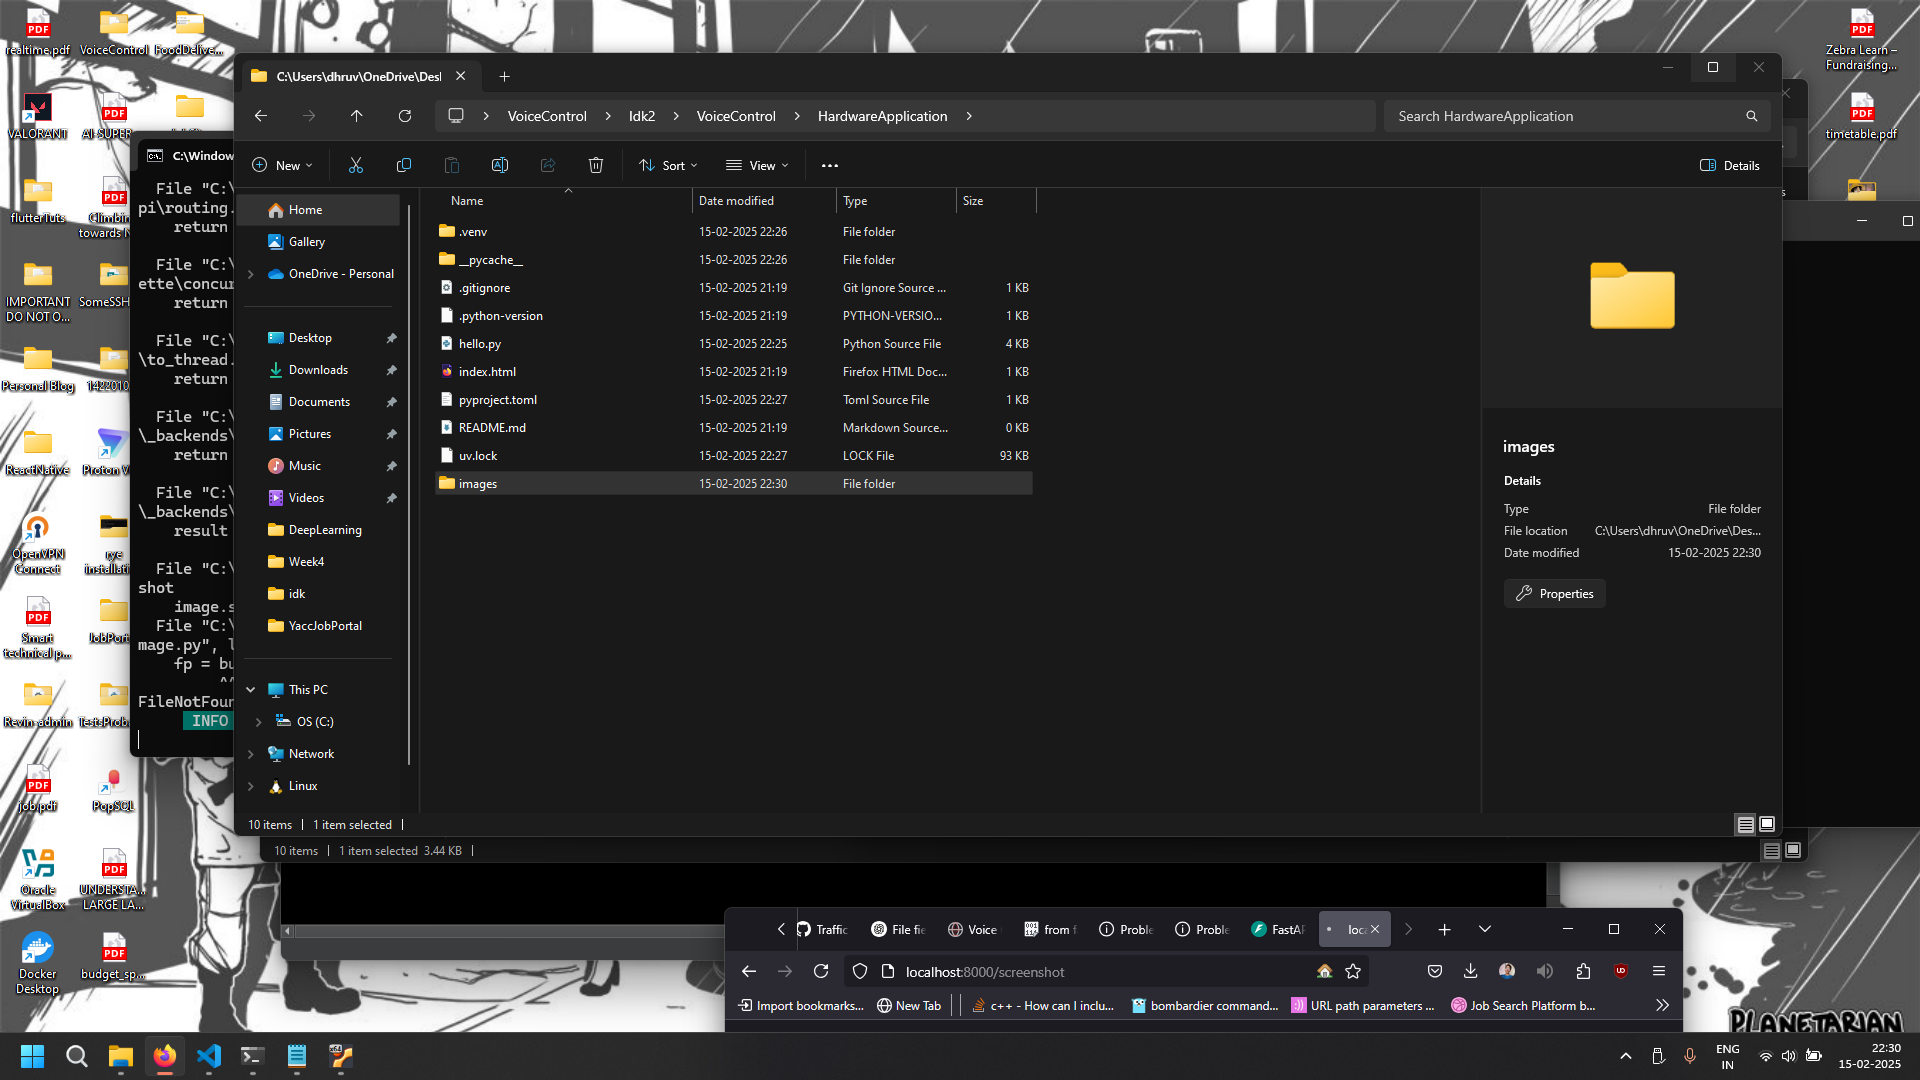 realtime.pdf
VoiceControl
FoodDelive...
VALORANT
AI-SUPER
flutterTuts
Climbin
towards N
IMPORTANT
DO NOT O...
SomeSSH
Personal Blog
1422010
ReactNative
Proton V
OpenVPN
Connect
rye
installati
Smart
technical p...
JobPort
Revin-admin
TestsProb
job.pdf
PopSQL
Oracle
VirtualBox
UNDERSTA...
LARGE LA...
Docker
Desktop
budget_sp...
Zebra Learn –
Fundraising...
timetable.pdf
C:\Window
File "C:\
pi\routing.
return
File "C:\
ette\concur
return
File "C:\
\to_thread.
return
File "C:\
\_backends\
return
File "C:\
\_backends\
result
File "C:\
shot
image.s
File "C:\
mage.py", l
fp = bu
^^
FileNotFoun
INFO
C:\Users\dhruv\OneDrive\Desl
VoiceControl > Idk2 > VoiceControl > HardwareApplication >
Search HardwareApplication
New
Sort
View
Details
Home
Gallery
OneDrive - Personal
Desktop
Downloads
Documents
Pictures
Music
Videos
DeepLearning
Week4
idk
YaccJobPortal
This PC
OS (C:)
Network
Linux
Name Date modified Type Size
.venv 15-02-2025 22:26 File folder
__pycache__ 15-02-2025 22:26 File folder
.gitignore 15-02-2025 21:19 Git Ignore Source ... 1 KB
.python-version 15-02-2025 21:19 PYTHON-VERSIO... 1 KB
hello.py 15-02-2025 22:25 Python Source File 4 KB
index.html 15-02-2025 21:19 Firefox HTML Doc... 1 KB
pyproject.toml 15-02-2025 22:27 Toml Source File 1 KB
README.md 15-02-2025 21:19 Markdown Source... 0 KB
uv.lock 15-02-2025 22:27 LOCK File 93 KB
images 15-02-2025 22:30 File folder
images
Details
Type File folder
File location C:\Users\dhruv\OneDrive\Des...
Date modified 15-02-2025 22:30
Properties
10 items | 1 item selected |
10 items | 1 item selected 3.44 KB |
Traffic
File fie
Voice
from f
Proble
Proble
FastAP
loca
localhost:8000/screenshot
Import bookmarks...
New Tab
c++ - How can I inclu...
bombardier comman...
URL path parameters ...
Job Search Platform b...
PLANETARIAN
ENG
IN
22:30
15-02-2025